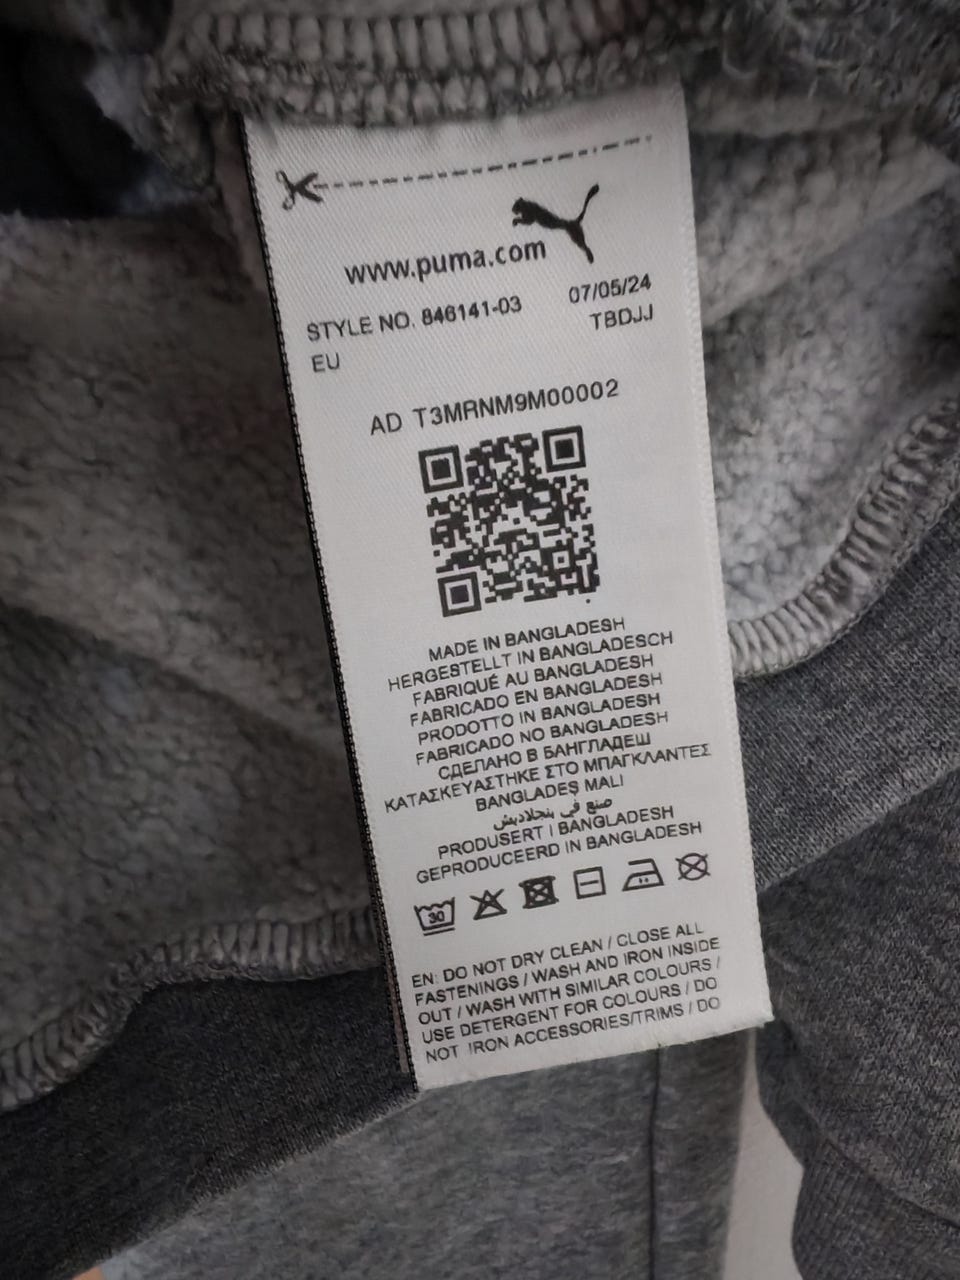 www.puma.com
STYLE NO. 846141-03 07/05/24
EU TBDJJ
AD T3MRNM9M00002
MADE IN BANGLADESH
HERGESTELLT IN BANGLADESCH
FABRIQUÉ AU BANGLADESH
FABRICADO EN BANGLADESH
PRODOTTO IN BANGLADESH
FABRICADO NO BANGLADESH
СДЕЛАНО В БАНГЛАДЕШ
ΚΑΤΑΣΚΕΥΑΣΤΗΚΕ ΣΤΟ ΜΠΑΓΚΛΑΝΤΕΣ
BANGLADEŞ MALI
صنع في بنجلاديش
PRODUSERT I BANGLADESH
GEPRODUCEERD IN BANGLADESH
30
EN: DO NOT DRY CLEAN / CLOSE ALL
FASTENINGS / WASH AND IRON INSIDE
OUT / WASH WITH SIMILAR COLOURS /
USE DETERGENT FOR COLOURS / DO
NOT IRON ACCESSORIES/TRIMS / DO